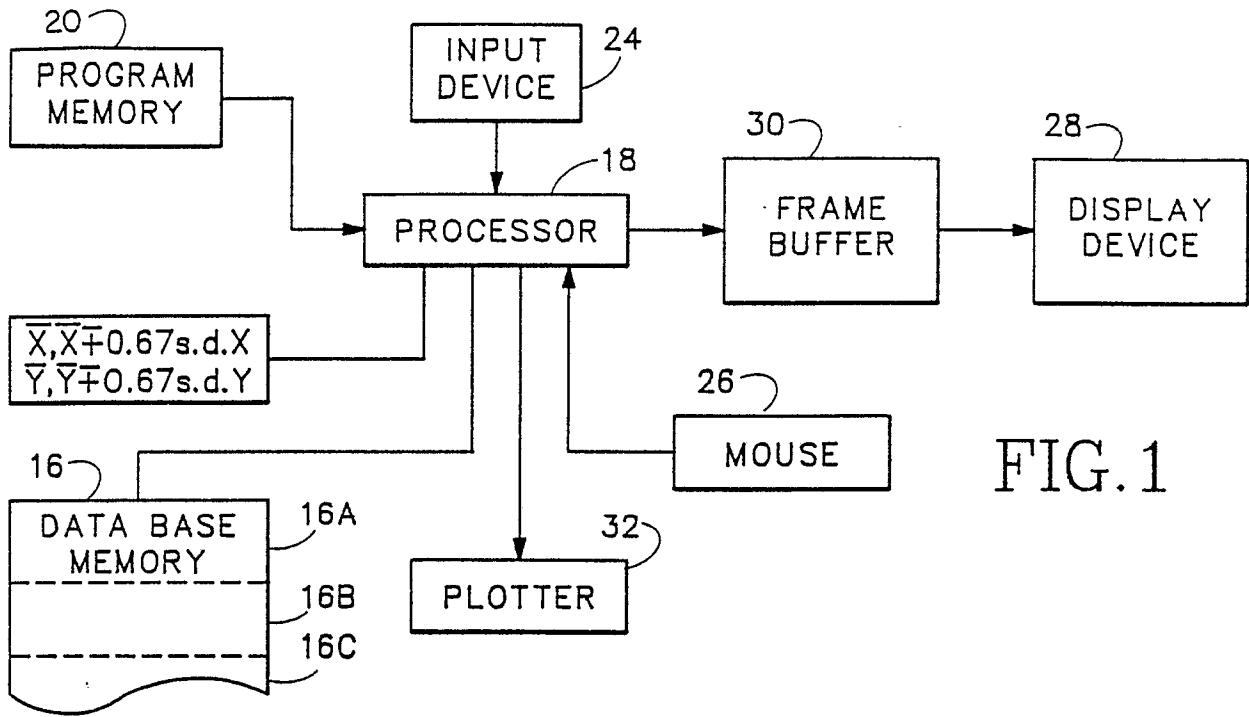 20
PROGRAM
MEMORY
INPUT
DEVICE
24
18
PROCESSOR
30
FRAME
BUFFER
28
DISPLAY
DEVICE
X̅,X̅∓0.67s.d.X
Y̅,Y̅∓0.67s.d.Y
26
MOUSE
FIG.1
16
DATA BASE
MEMORY
16A
16B
16C
32
PLOTTER